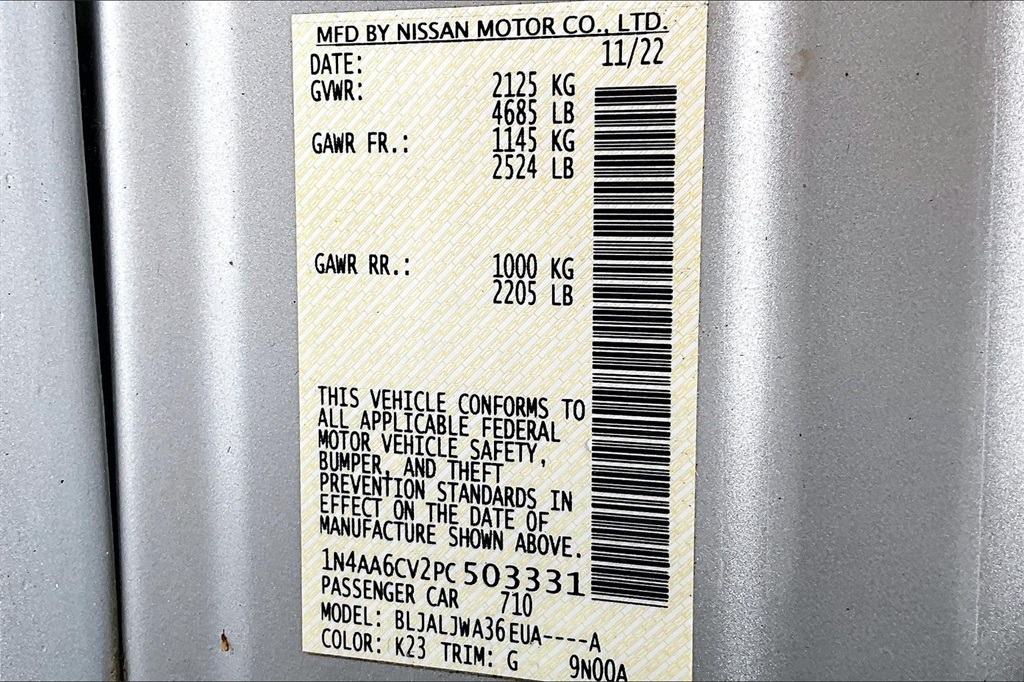 MFD BY NISSAN MOTOR CO., LTD.
DATE: 11/22
GVWR: 2125 KG
4685 LB
GAWR FR.: 1145 KG
2524 LB
GAWR RR.: 1000 KG
2205 LB
THIS VEHICLE CONFORMS TO
ALL APPLICABLE FEDERAL
MOTOR VEHICLE SAFETY,
BUMPER, AND THEFT
PREVENTION STANDARDS IN
EFFECT ON THE DATE OF
MANUFACTURE SHOWN ABOVE.
1N4AA6CV2PC503331
PASSENGER CAR 710
MODEL: BLJALJWA36EUA----A
COLOR: K23 TRIM: G 9N00A